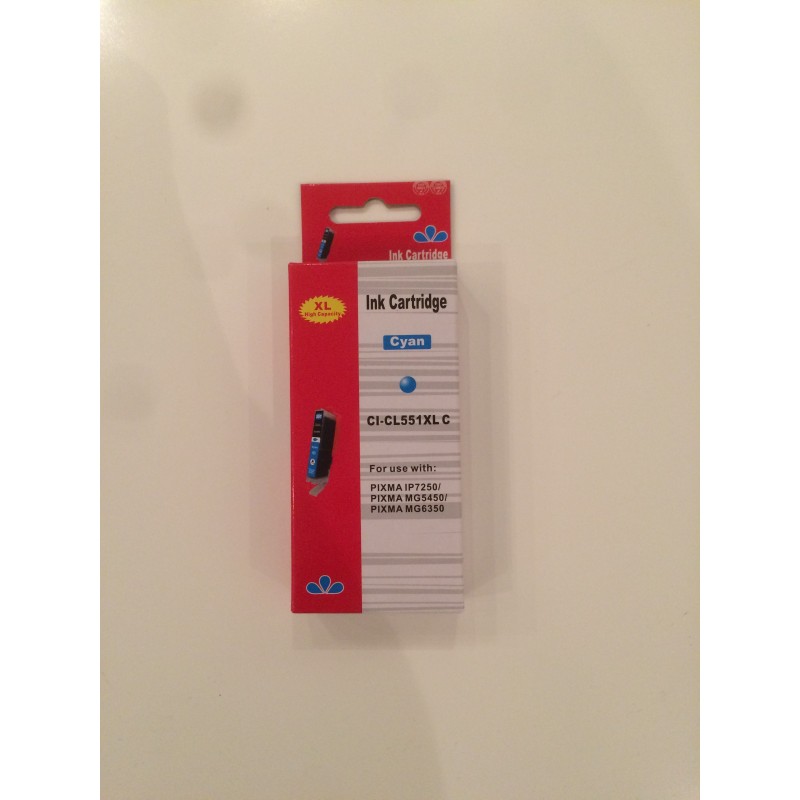 Ink Cartridge
XL
High Capacity
Ink Cartridge
Cyan
CI-CL551XL C
For use with:
PIXMA IP7250/
PIXMA MG5450/
PIXMA MG6350